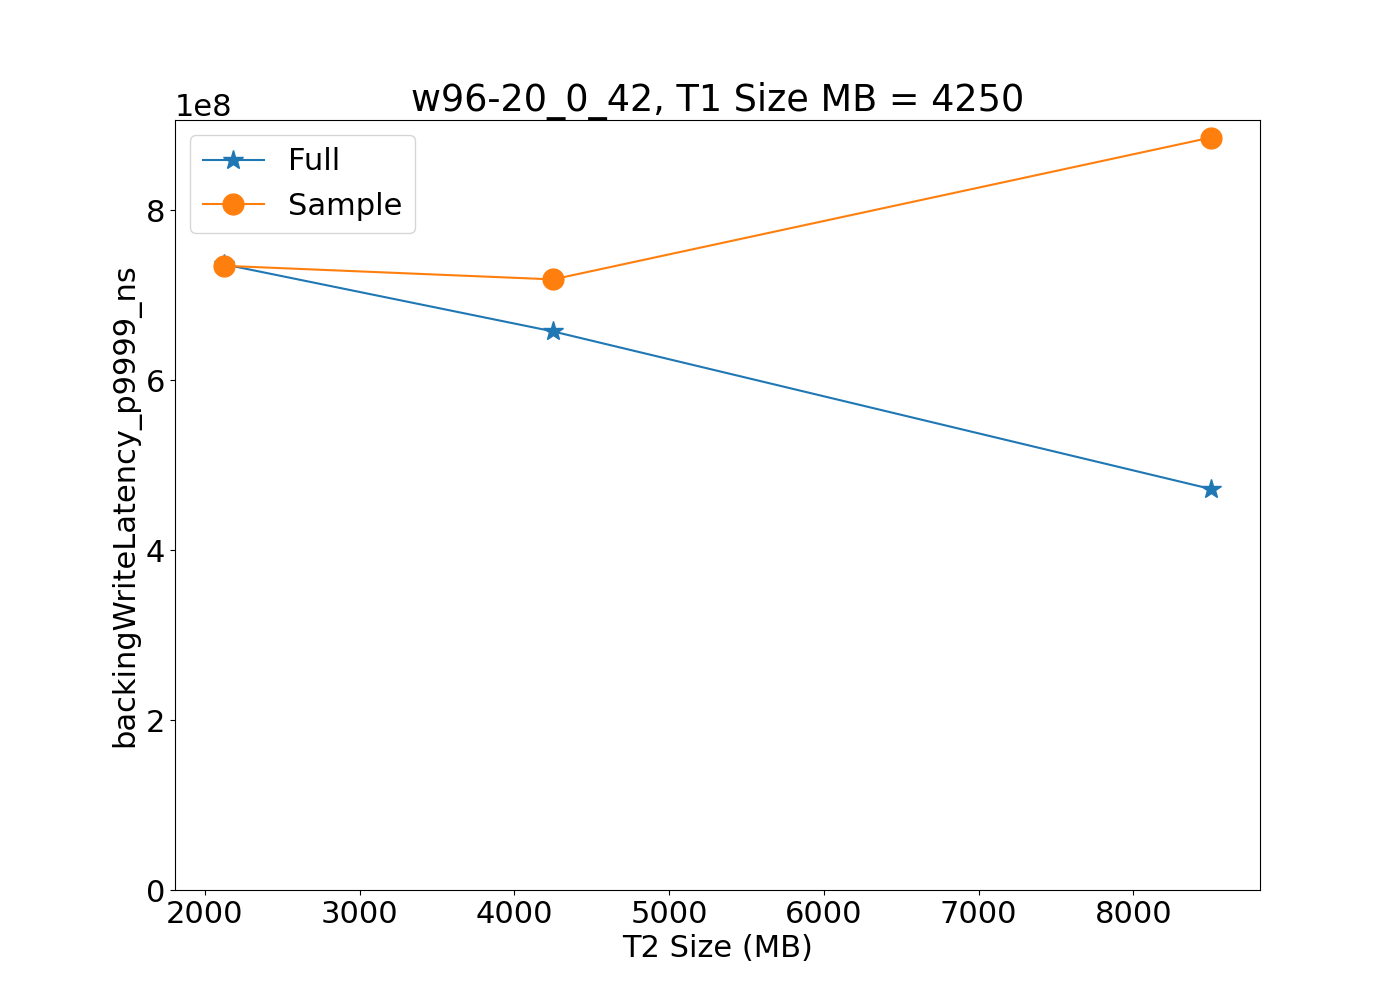 w96-20_0_42, T1 Size MB = 4250
1e8
Full
Sample
8
6
4
2
0
backingWriteLatency_p9999_ns
2000 3000 4000 5000 6000 7000 8000
T2 Size (MB)